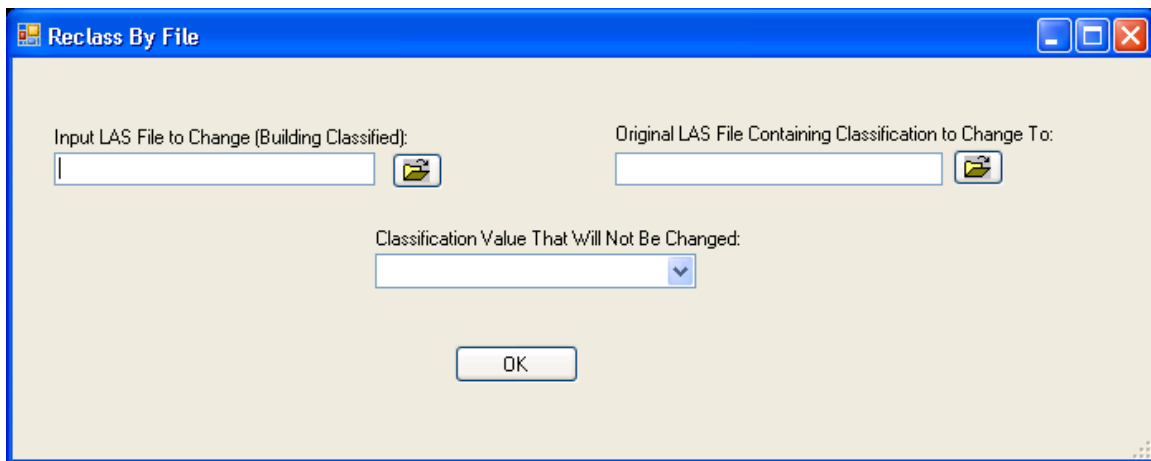 Reclass By File
Input LAS File to Change (Building Classified):
Original LAS File Containing Classification to Change To:
Classification Value That Will Not Be Changed:
OK